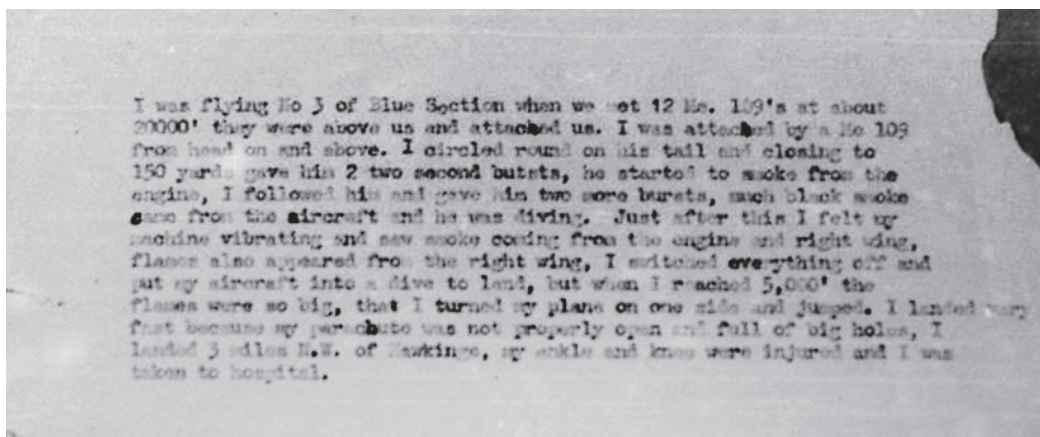 I was flying No 3 of Blue Section when we met 12 Me. 109's at about
20000' they were above us and attached us. I was attached by a Me 109
from head on and above. I circled round on his tail and closing to
150 yards gave him 2 two second butsts, he started to smoke from the
engine, I followed him and gave him two more bursts, much black smoke
came from the aircraft and he was diving. Just after this I felt my
machine vibrating and saw smoke coming from the engine and right wing,
flames also appeared from the right wing, I switched everything off and
put my aircraft into a dive to land, but when I reached 5,000' the
flames were so big, that I turned my plane on one side and jumped. I landed vary
fast because my parachute was not properly open and full of big holes, I
landed 3 miles N.W. of Hawkinge, my ankle and knee were injured and I was
taken to hospital.